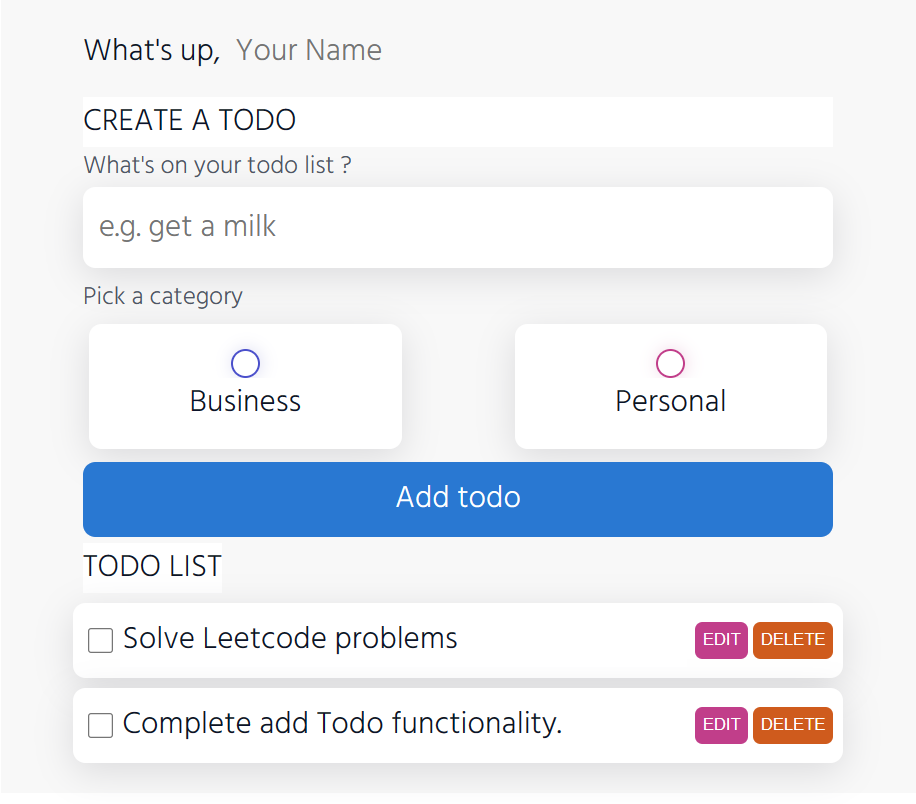 What's up, Your Name
CREATE A TODO
What's on your todo list ?
e.g. get a milk
Pick a category
Business Personal
Add todo
TODO LIST
Solve Leetcode problems EDIT DELETE
Complete add Todo functionality. EDIT DELETE